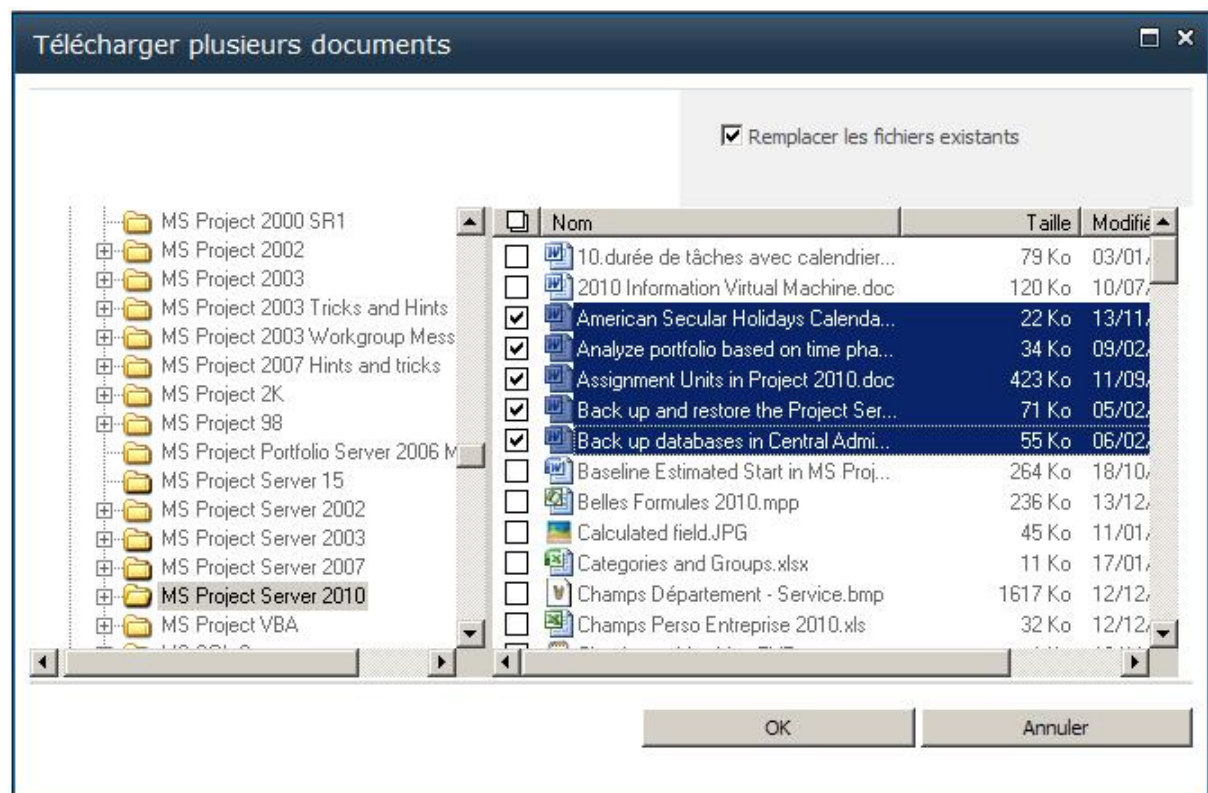 Télécharger plusieurs documents
Remplacer les fichiers existants
MS Project 2000 SR1
MS Project 2002
MS Project 2003
MS Project 2003 Tricks and Hints
MS Project 2003 Workgroup Mess
MS Project 2007 Hints and tricks
MS Project 2K
MS Project 98
MS Project Portfolio Server 2006 M
MS Project Server 15
MS Project Server 2002
MS Project Server 2003
MS Project Server 2007
MS Project Server 2010
MS Project VBA
Nom Taille Modifié
10.durée de tâches avec calendrier... 79 Ko 03/01/
2010 Information Virtual Machine.doc 120 Ko 10/07/
American Secular Holidays Calenda... 22 Ko 13/11/
Analyze portfolio based on time pha... 34 Ko 09/02/
Assignment Units in Project 2010.doc 423 Ko 11/09/
Back up and restore the Project Ser... 71 Ko 05/02/
Back up databases in Central Admi... 55 Ko 06/02/
Baseline Estimated Start in MS Proj... 264 Ko 18/10/
Belles Formules 2010.mpp 236 Ko 13/12/
Calculated field.JPG 45 Ko 11/01/
Categories and Groups.xlsx 11 Ko 17/01/
Champs Département - Service.bmp 1617 Ko 12/12/
Champs Perso Entreprise 2010.xls 32 Ko 12/12/
OK Annuler